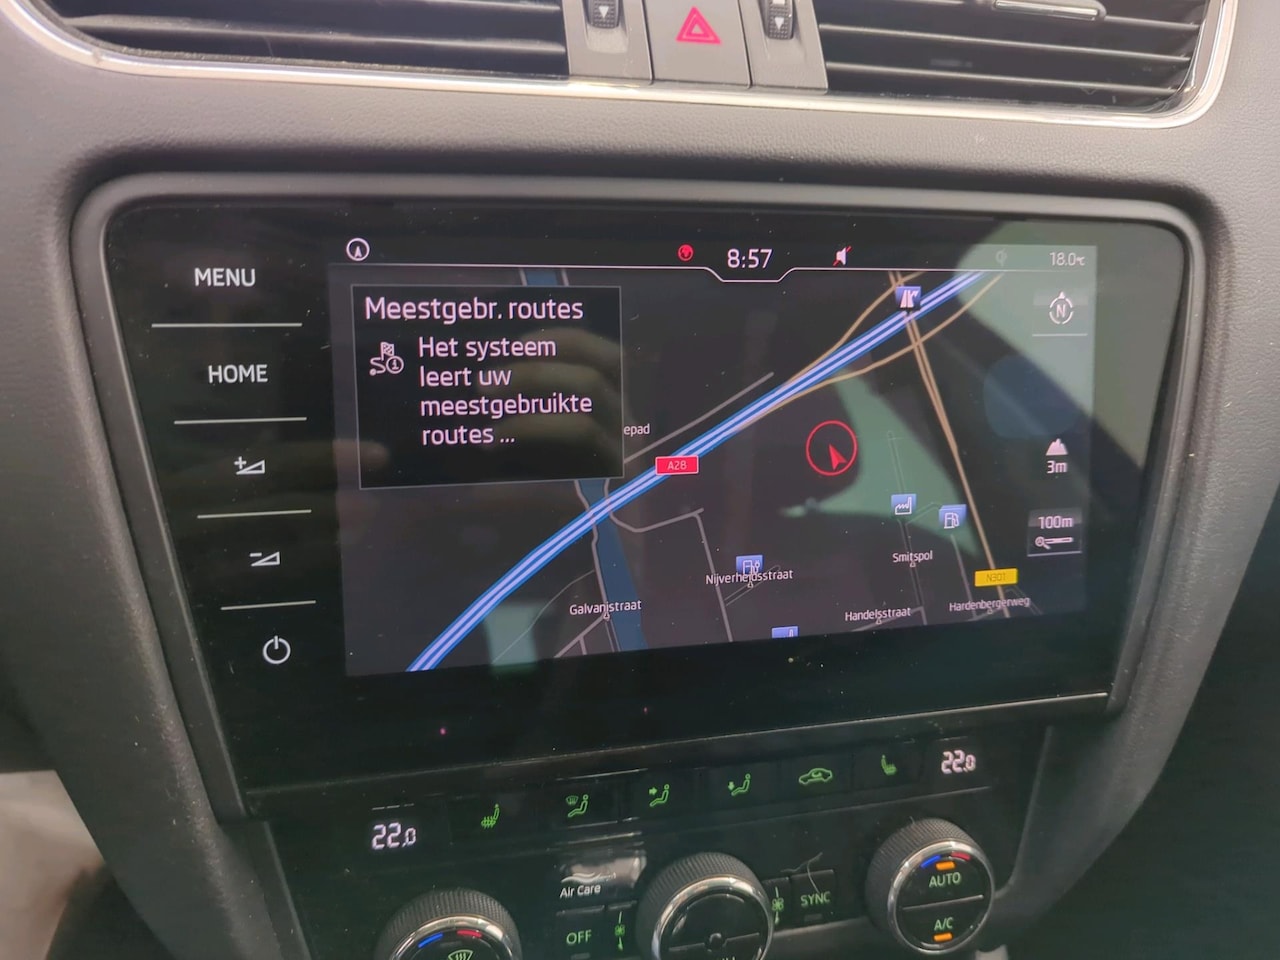 MENU
HOME
8:57
18.0°C
Meestgebr. routes
Het systeem
leert uw
meestgebruikte
routes ...
N
epad
A28
3m
100m
Smitspol
Nijverheidsstraat
N301
Galvanistraat
Handelsstraat
Hardenbergerweg
22.0
22.0
Air Care
OFF
SYNC
AUTO
A/C